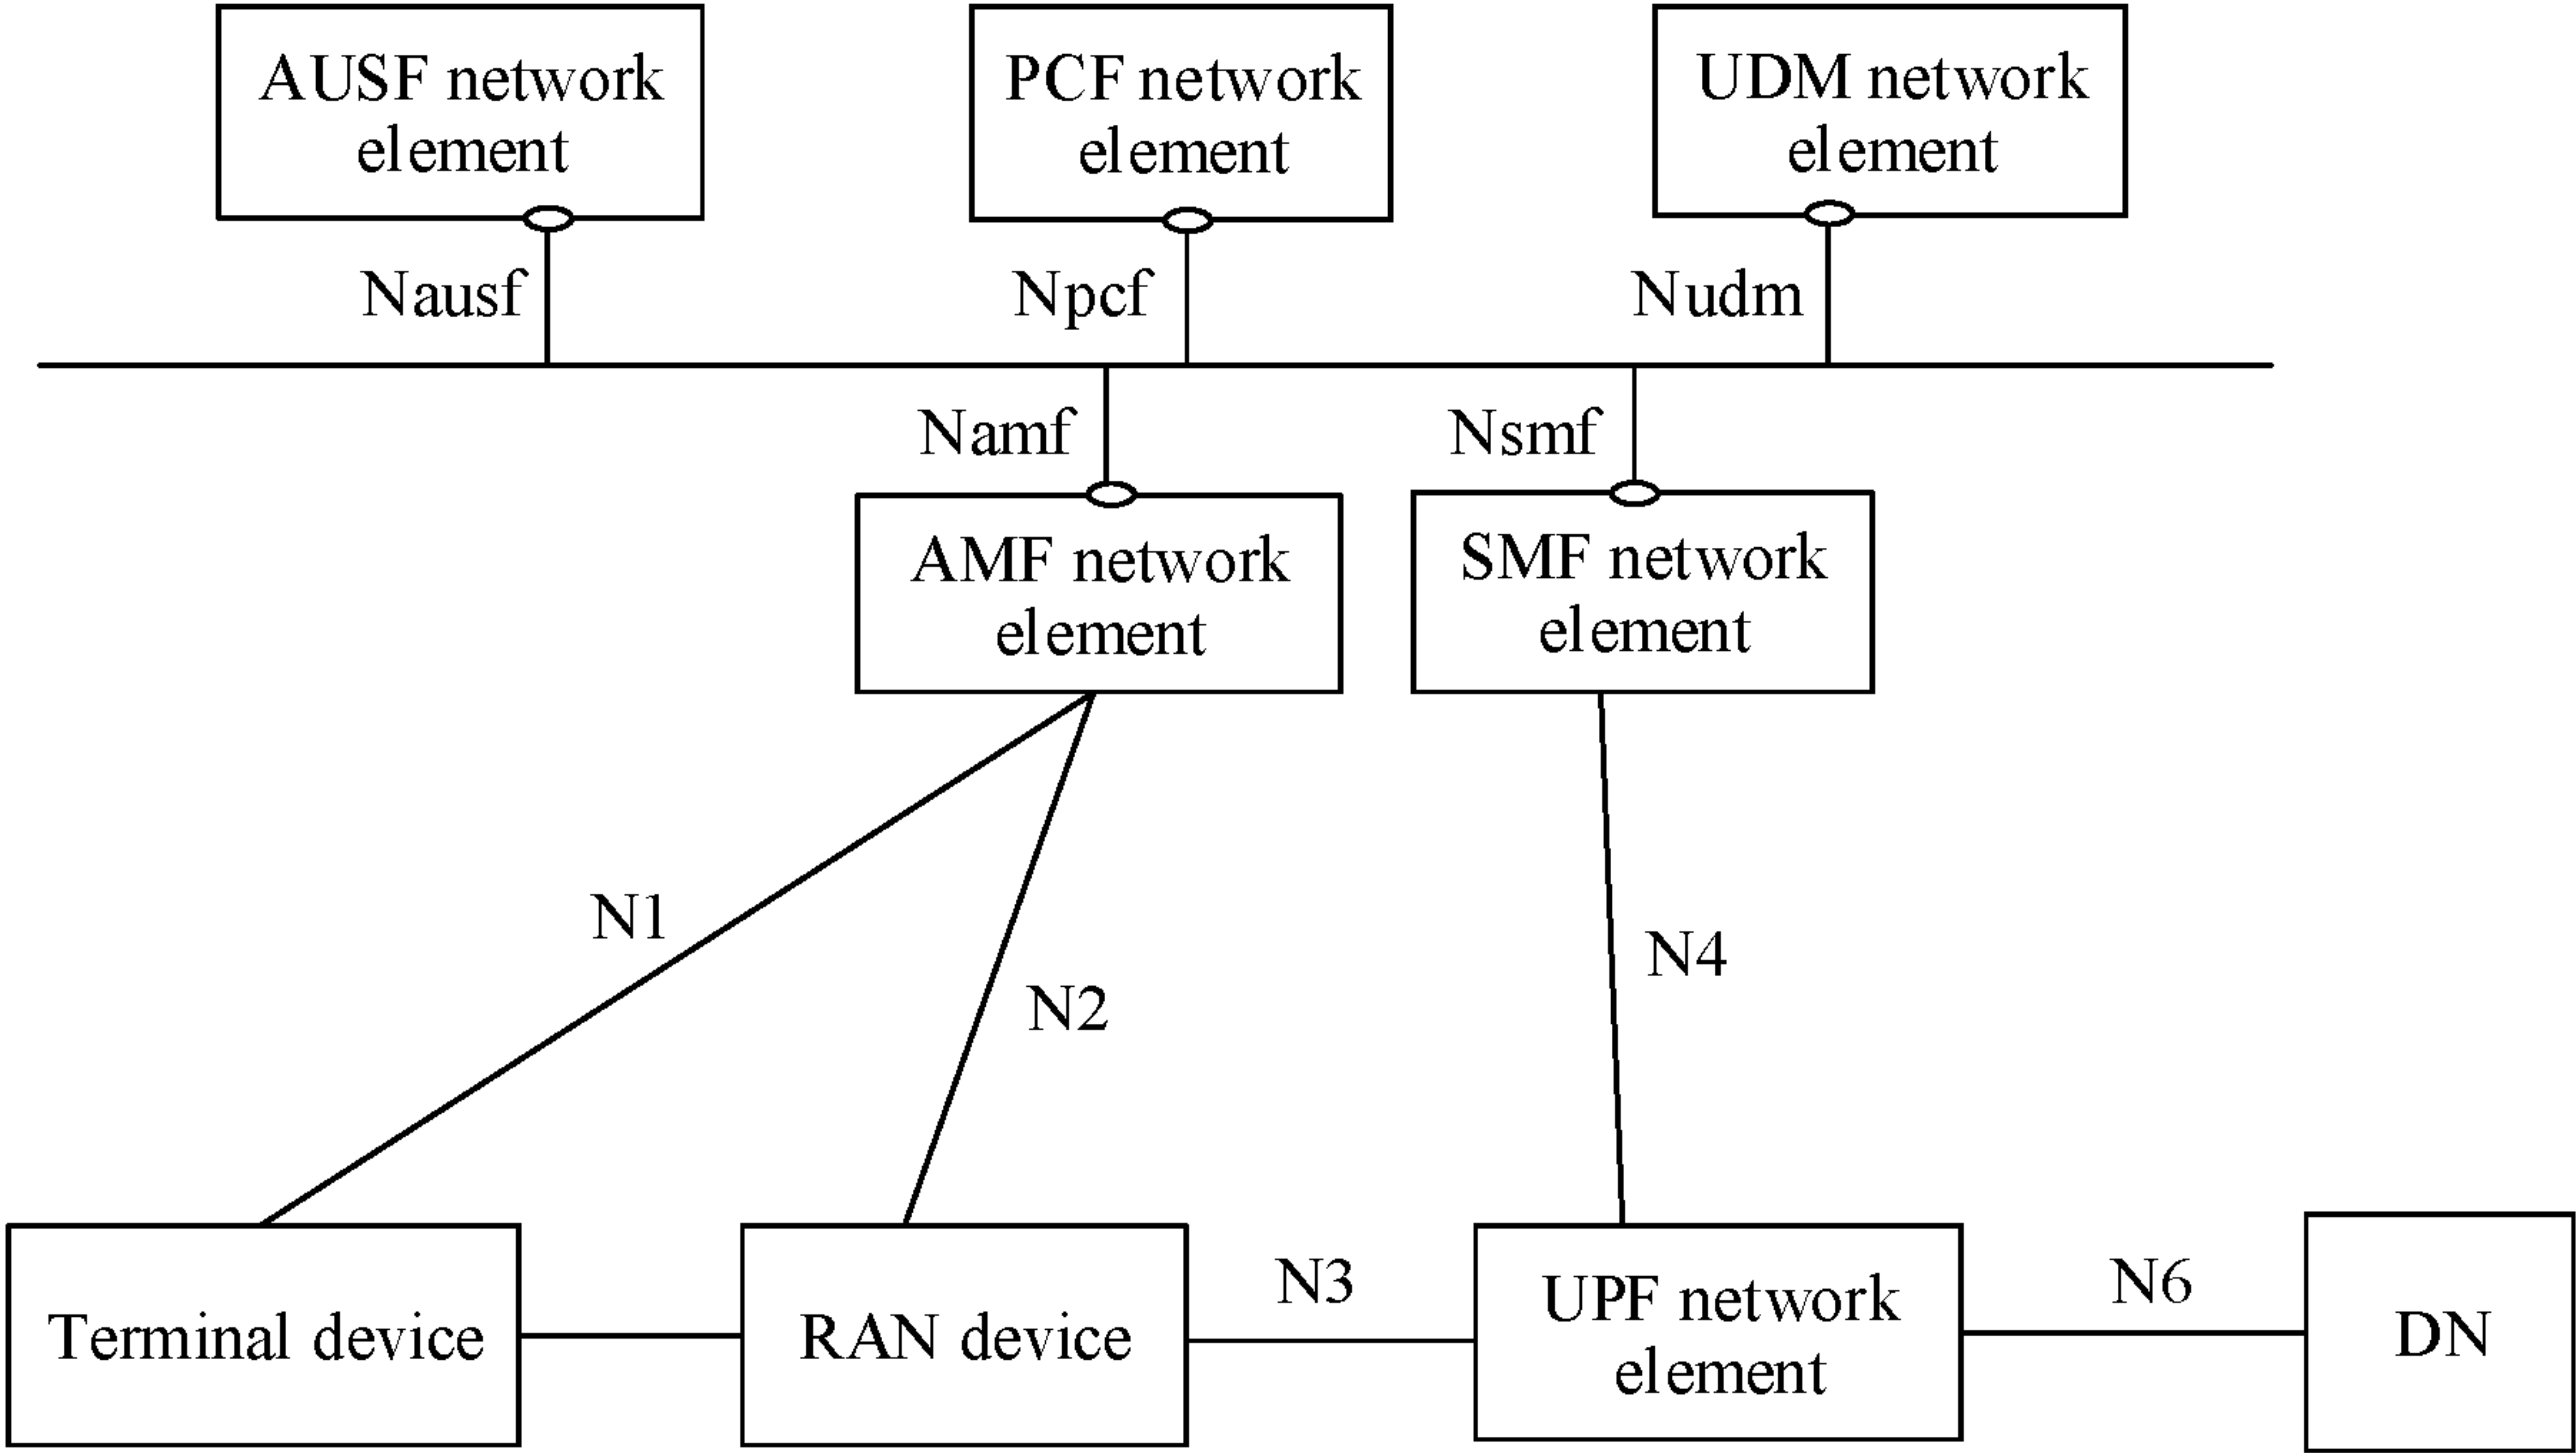 AUSF network
element
PCF network
element
UDM network
element
Nausf
Npcf
Nudm
Namf
Nsmf
AMF network
element
SMF network
element
N1
N2
N4
Terminal device
RAN device
N3
UPF network
element
N6
DN